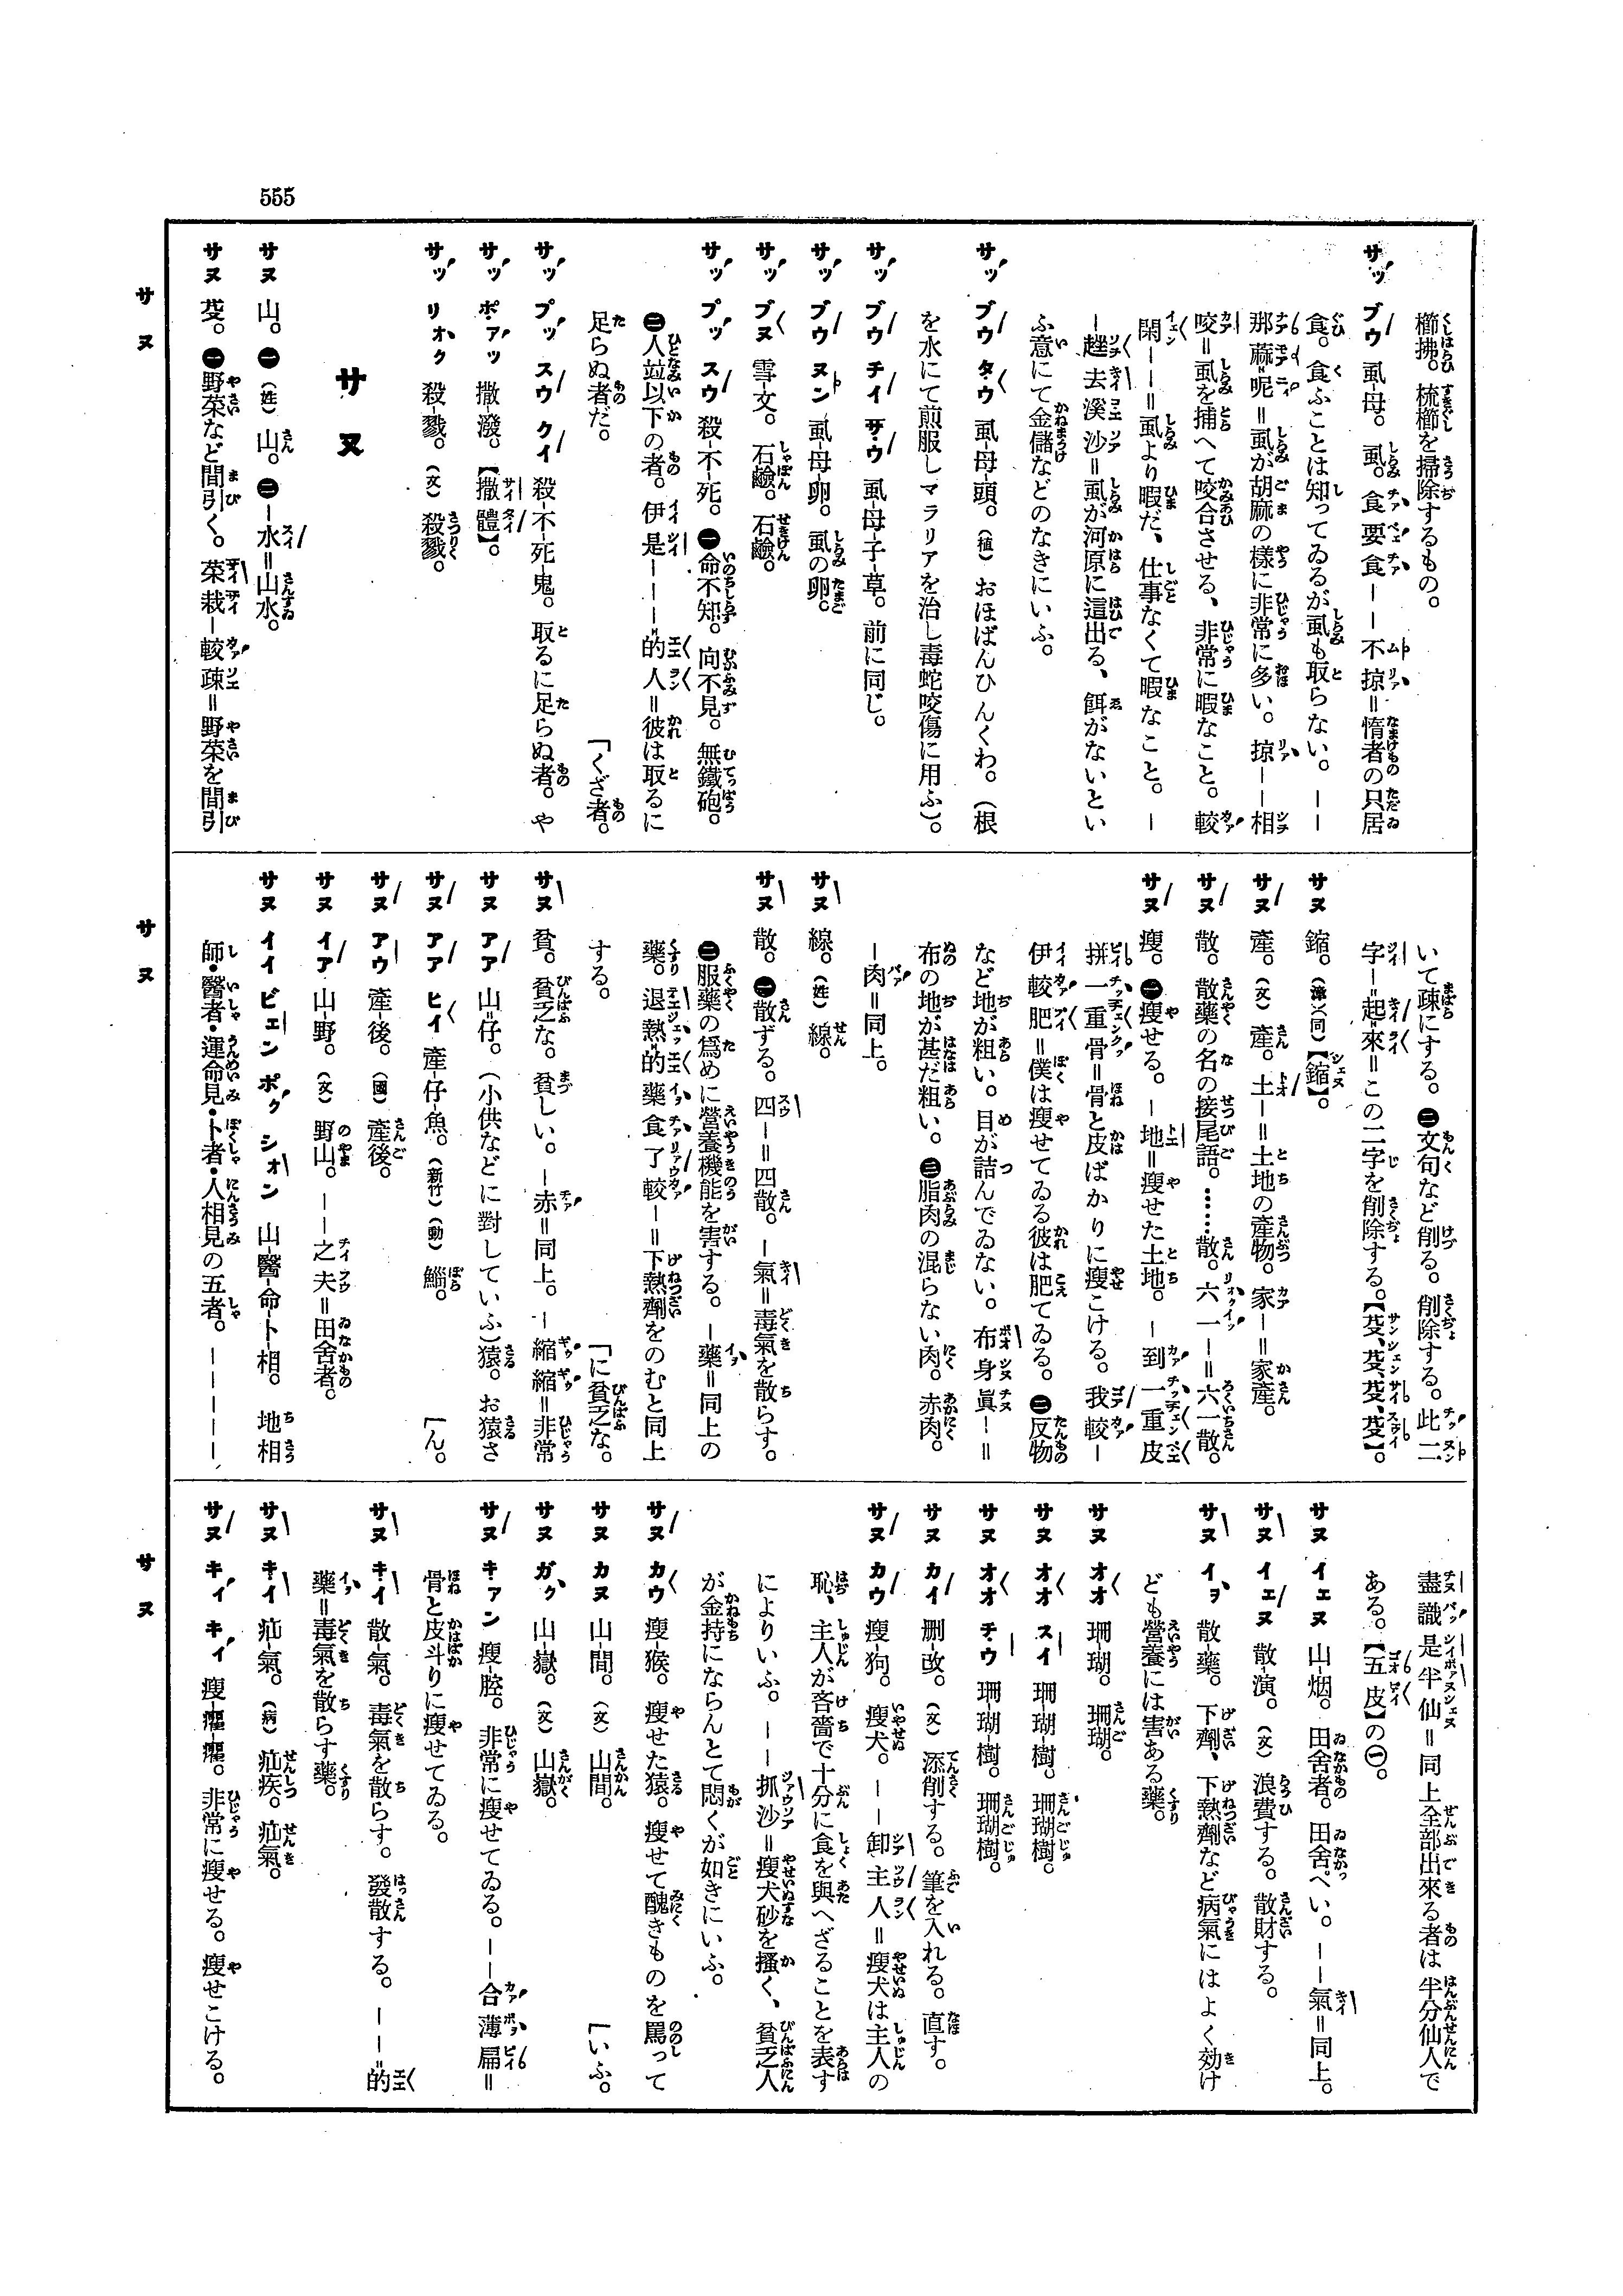 555
櫛拂。梳櫛を掃除するもの。
サッ ブウ 虱母。虱。食要食――不掠＝惰者の只居
食。食ふことは知ってゐるが虱も取らない。――
那蔴呢＝虱が胡麻の樣に非常に多い。掠――相
咬＝虱を捕へて咬合させる、非常に暇なこと。較
閑――＝虱より暇だ、仕事なくて暇なこと。―
―趖去溪沙＝虱が河原に這出る、餌がないとい
ふ意にて金儲などのなきにいふ。
サッ ブウ タウ 虱-母-頭。（植）おほばんひんくわ。（根
を水にて煎服しマラリアを治し毒蛇咬傷に用ふ）。
サッ ブウ チイ サウ 虱-母-子-草。前に同じ。
サッ ブウ ヌン 虱-母-卵。虱の卵。
サッ ブヌ 雪-文。石鹼。石鹼。
サッ プッ スウ 殺-不-死。㊀命不知。向不見。無鐵砲。
㊁人竝以下の者。伊是――――的人＝彼は取るに
足らぬ者だ。「くざ者。
サッ プッ スウ クイ 殺-不-死-鬼。取るに足らぬ者。や
サッ ポァッ 撒-潑。【撒體】。
サッ リォク 殺-戮。（文）殺戮。
サヌ
サヌ 山。㊀（姓）山。㊁―水＝山水。
サヌ 芟。㊀野菜など間引く。菜栽―較疎＝野菜を間引
いて疎にする。㊁文句など削る。削除する。此二
字―起來＝この二字を削除する。【芟、芟、芟、芟】。
サヌ 縮。（漳）（同）【縮】。
サヌ 產。（文）產。土―＝土地の產物。家―＝家產。
サヌ 散。散藥の名の接尾語。……散。六一―＝六一散。
サヌ 瘦。㊀瘦せる。―地＝瘦せた土地。―到一重皮
拼一重骨＝骨と皮ばかりに瘦こける。我較―
伊較肥＝僕は瘦せてゐる彼は肥てゐる。㊁反物
など地が粗い。目が詰んでゐない。布身眞―＝
布の地が甚だ粗い。㊂脂肉の混らない肉。赤肉。
―肉＝同上。
サヌ 線。（姓）線。
サヌ 散。㊀散ずる。四―＝四散。―氣＝毒氣を散らす。
㊁服藥の爲めに營養機能を害する。―藥＝同上の
藥。退熱的藥食了較―＝下熱劑をのむと同上
する。「に貧乏な。
サヌ 貧。貧乏な。貧しい。―赤＝同上。―縮縮＝非常
サヌ アア 山-仔。（小供などに對していふ）猿。お猿さ
サヌ アア ヒイ 產-仔-魚。（新竹）（動）鯔。「ん。
サヌ アウ 產-後。（國）產後。
サヌ イア 山-野。（文）野山。――之夫＝田舍者。
サヌ イイ ビェン ポク シォン 山-醫-命-卜-相。地相
師・醫者・運命見・卜者・人相見の五者。―――――
盡識是半仙＝同上全部出來る者は半分仙人で
ある。【五皮】の㊀。
サヌ イェヌ 山-烟。田舍者。田舍ぺい。――氣＝同上。
サヌ イェヌ 散-演。（文）浪費する。散財する。
サヌ イヲ 散-藥。下劑、下熱劑など病氣にはよく効け
ども營養には害ある藥。
サヌ オオ 珊-瑚。珊瑚。
サヌ オオ スイ 珊-瑚-樹。珊瑚樹。
サヌ オオ チウ 珊-瑚-樹。珊瑚樹。
サヌ カイ 删-改。（文）添削する。筆を入れる。直す。
サヌ カウ 瘦-狗。瘦犬。――卸主人＝瘦犬は主人の
恥、主人が吝嗇で十分に食を與へざることを表す
によりいふ。――抓沙＝瘦犬砂を搔く、貧乏人
が金持にならんとて悶くが如きにいふ。
サヌ カウ 瘦-猴。瘦せた猿。瘦せて醜きものを罵って
サヌ カヌ 山-間。（文）山間。「いふ。
サヌ ガク 山-嶽。（文）山嶽。
サヌ キァン 瘦-𦙶。非常に瘦せてゐる。――合薄扁＝
骨と皮斗りに瘦せてゐる。
サヌ キイ 散-氣。毒氣を散らす。發散する。――的
藥＝毒氣を散らす藥。
サヌ キイ 疝-氣。（病）疝疾。疝氣。
サヌ キィ キィ 瘦-𤸱-𤸱。非常に瘦せる。瘦せこける。
サヌ
サヌ
サヌ